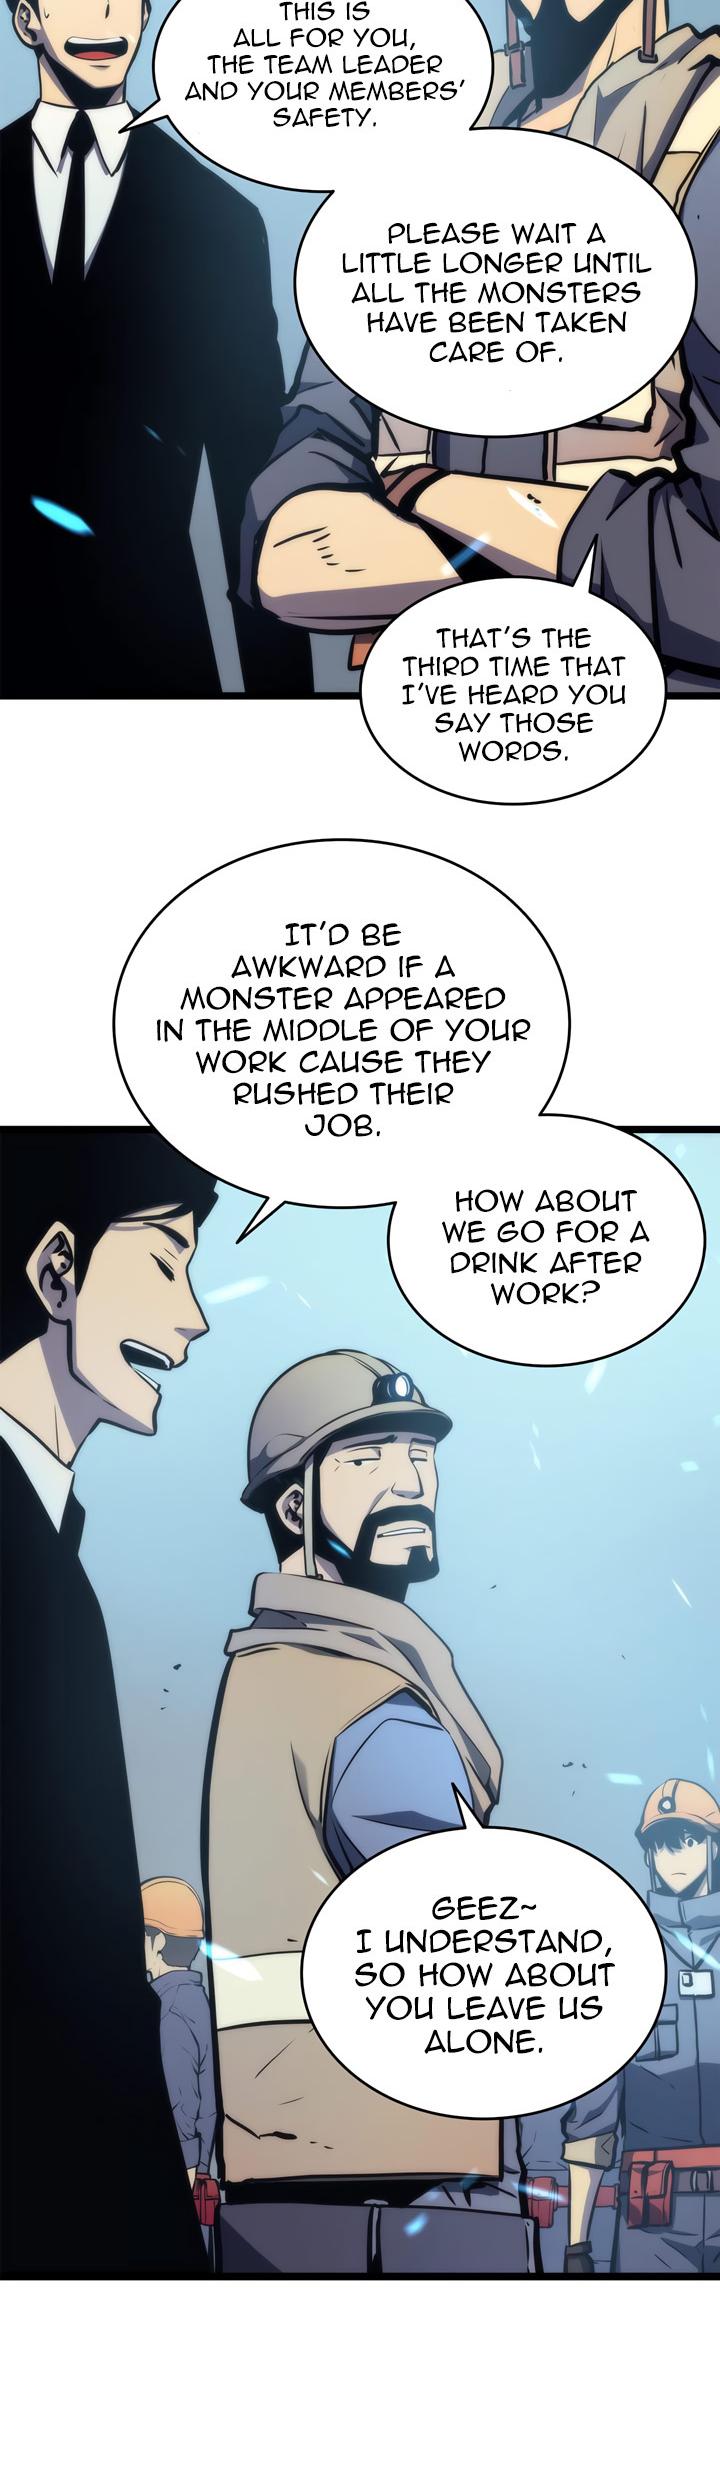 THIS IS
ALL FOR YOU,
THE TEAM LEADER
AND YOUR MEMBERS'
SAFETY.
PLEASE WAIT A
LITTLE LONGER UNTIL
ALL THE MONSTERS
HAVE BEEN TAKEN
CARE OF.
THAT'S THE
THIRD TIME THAT
I'VE HEARD YOU
SAY THOSE
WORDS.
IT'D BE
AWKWARD IF A
MONSTER APPEARED
IN THE MIDDLE OF YOUR
WORK CAUSE THEY
RUSHED THEIR
JOB.
HOW ABOUT
WE GO FOR A
DRINK AFTER
WORK?
GEEZ~
I UNDERSTAND,
SO HOW ABOUT
YOU LEAVE US
ALONE.